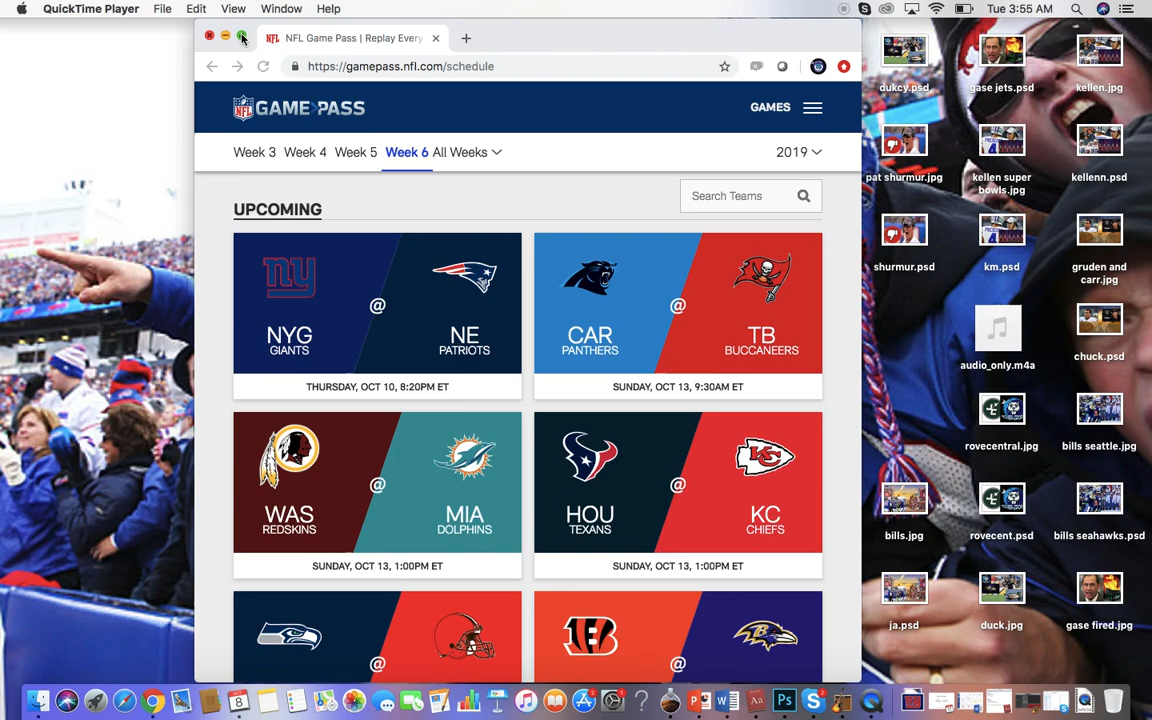 QuickTime Player File Edit View Window Help Tue 3:55 AM
NFL NFL Game Pass | Replay Every
https://gamepass.nfl.com/schedule
NFL GAME PASS GAMES
Week 3 Week 4 Week 5 Week 6 All Weeks 2019
Search Teams
UPCOMING
ny @
NYG NE
GIANTS PATRIOTS
THURSDAY, OCT 10, 8:20PM ET
@
CAR TB
PANTHERS BUCCANEERS
SUNDAY, OCT 13, 9:30AM ET
@
WAS MIA
REDSKINS DOLPHINS
SUNDAY, OCT 13, 1:00PM ET
@
HOU KC
TEXANS CHIEFS
SUNDAY, OCT 13, 1:00PM ET
@
@
dukcy.psd gase jets.psd kellen.jpg
pat shurmur.jpg kellen super
bowls.jpg kellenn.psd
shurmur.psd km.psd gruden and
carr.jpg
audio_only.m4a chuck.psd
rovecentral.jpg bills seattle.jpg
bills.jpg rovecent.psd bills seahawks.psd
ja.psd duck.jpg gase fired.jpg